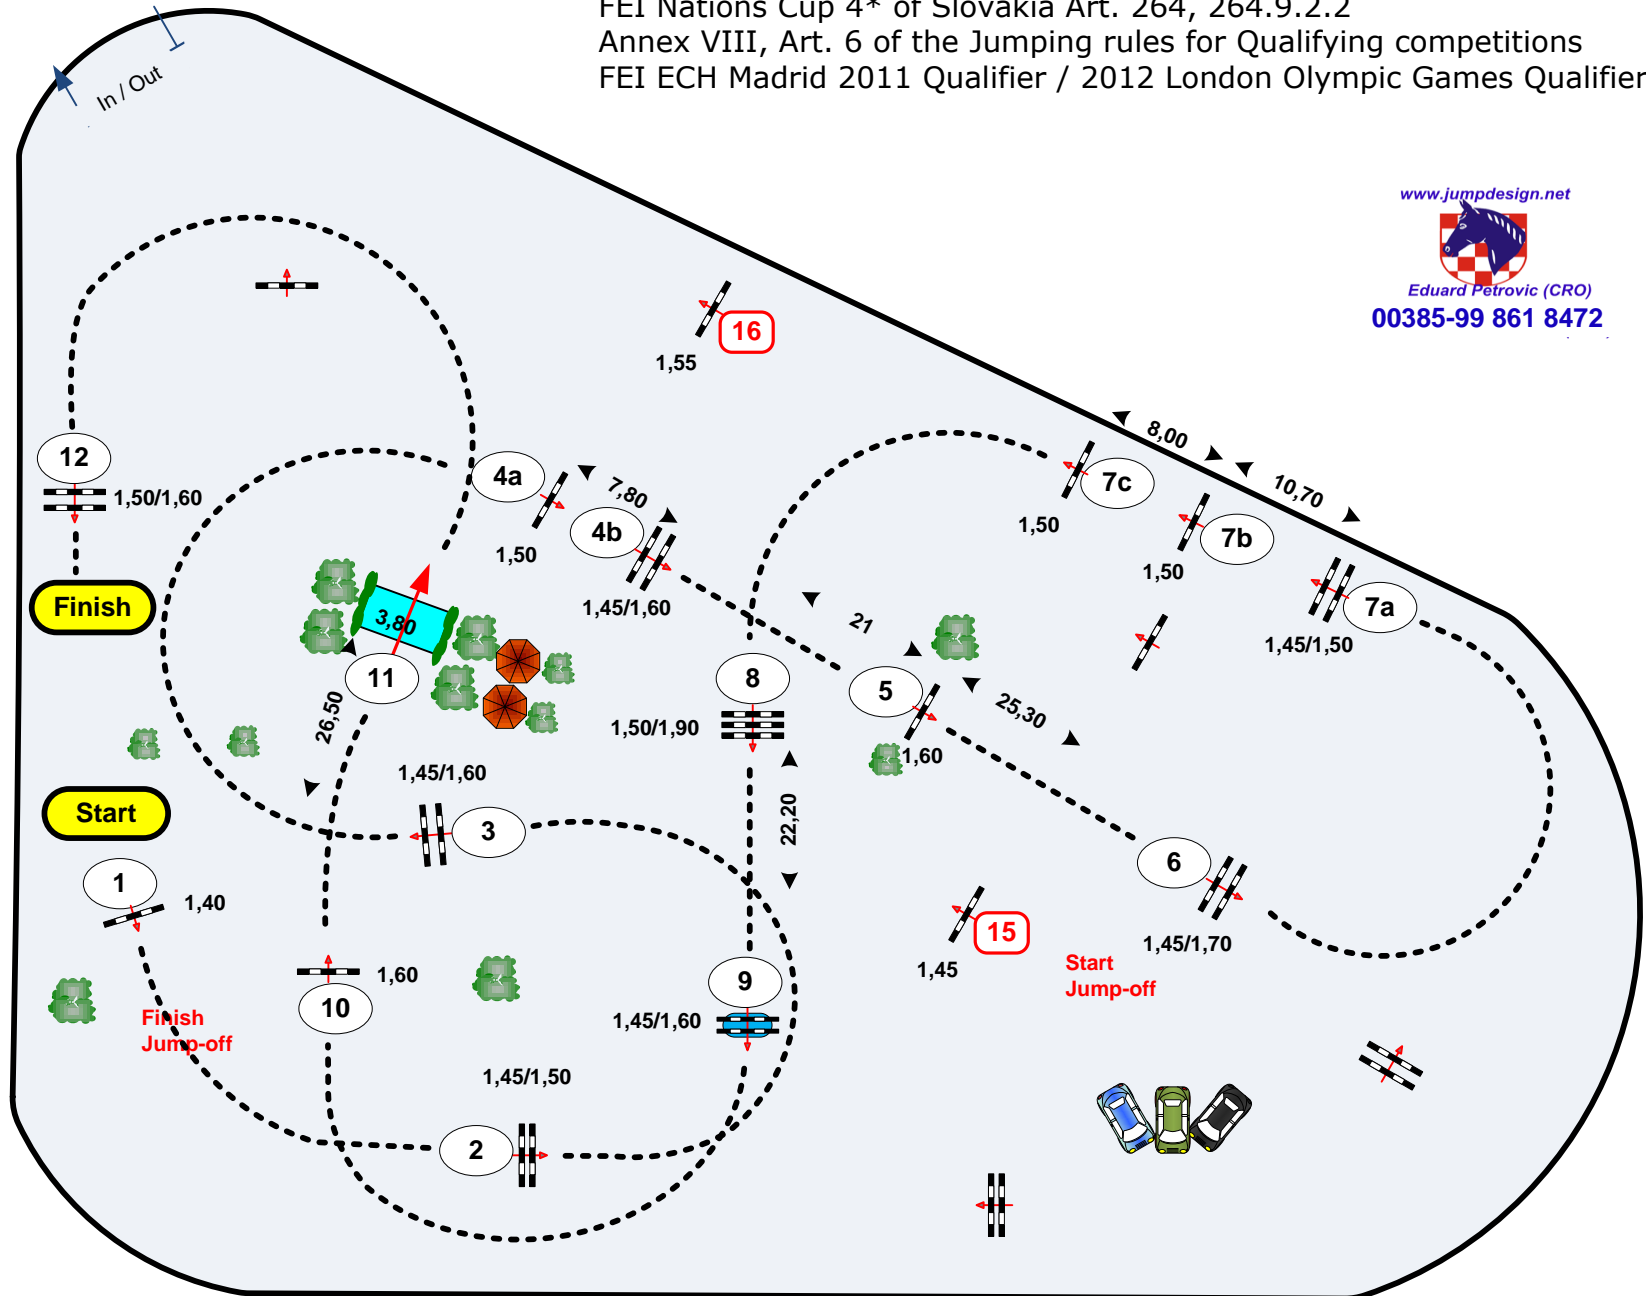 FEI Nations Cup 4* of Slovakia Art. 264, 264.9.2.2
Annex VIII, Art. 6 of the Jumping rules for Qualifying competitions
FEI ECH Madrid 2011 Qualifier / 2012 London Olympic Games Qualifier
In / Out
www.jumpdesign.net
Eduard Petrovic (CRO)
00385-99 861 8472
16
1,55
8,00
10,70
12
1,50/1,60
4a
7,80
1,50
4b
1,45/1,60
7c
1,50
7b
1,50
7a
1,45/1,50
Finish
3,80
11
26,50
21
8
1,50/1,90
5
25,30
1,60
22,20
Start
1,45/1,60
3
1
1,40
6
1,45/1,70
15
1,45
Start
Jump-off
1,60
10
9
1,45/1,60
Finish
Jump-off
1,45/1,50
2